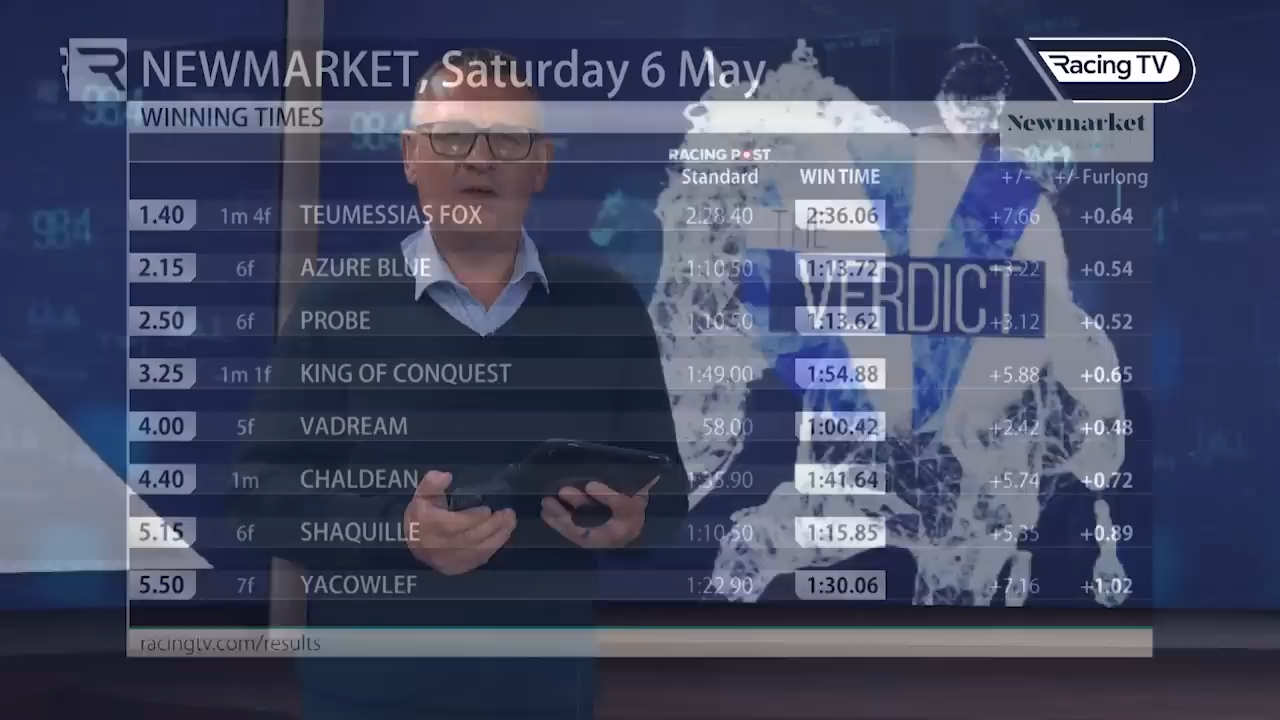 NEWMARKET, Saturday 6 May
Racing TV
WINNING TIMES
Newmarket
RACING POST
Standard WIN TIME +/- +/- Furlong
1.40 1m 4f TEUMESSIAS FOX 2:28.40 2:36.06 +7.66 +0.64
THE
2.15 6f AZURE BLUE 1:10.50 1:13.72 +3.22 +0.54
VERDICT
2.50 6f PROBE 1:10.50 1:13.62 +3.12 +0.52
3.25 1m 1f KING OF CONQUEST 1:49.00 1:54.88 +5.88 +0.65
4.00 5f VADREAM 58.00 1:00.42 +2.42 +0.48
4.40 1m CHALDEAN 1:35.90 1:41.64 +5.74 +0.72
5.15 6f SHAQUILLE 1:10.50 1:15.85 +5.35 +0.89
5.50 7f YACOWLEF 1:22.90 1:30.06 +7.16 +1.02
racingtv.com/results
984
984
984